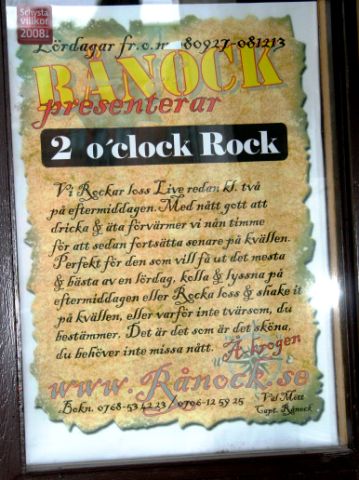 Schysta
villkor
2008
Lördagar fr.o.m 80927-081213
RÅNOCK
presenterar
2 o´clock Rock
Vi Rockar loss Live redan kl. två
på eftermiddagen. Med nått gott att
dricka & äta förvärmer vi nån timme
för att sedan fortsätta senare på kvällen.
Perfekt för den som vill få ut det mesta
& bästa av en lördag, kolla & lyssna på
eftermiddagen eller Rocka loss & shake it
på kvällen, eller varför inte tvärsom, du
bestämmer. Det är det som är det sköna,
du behöver inte missa nått. "Å-krogen"
www.Rånock.se
Bokn. 0768-53 42 23 / 0706-12 59 25
Val Mött
Capt. Rånock